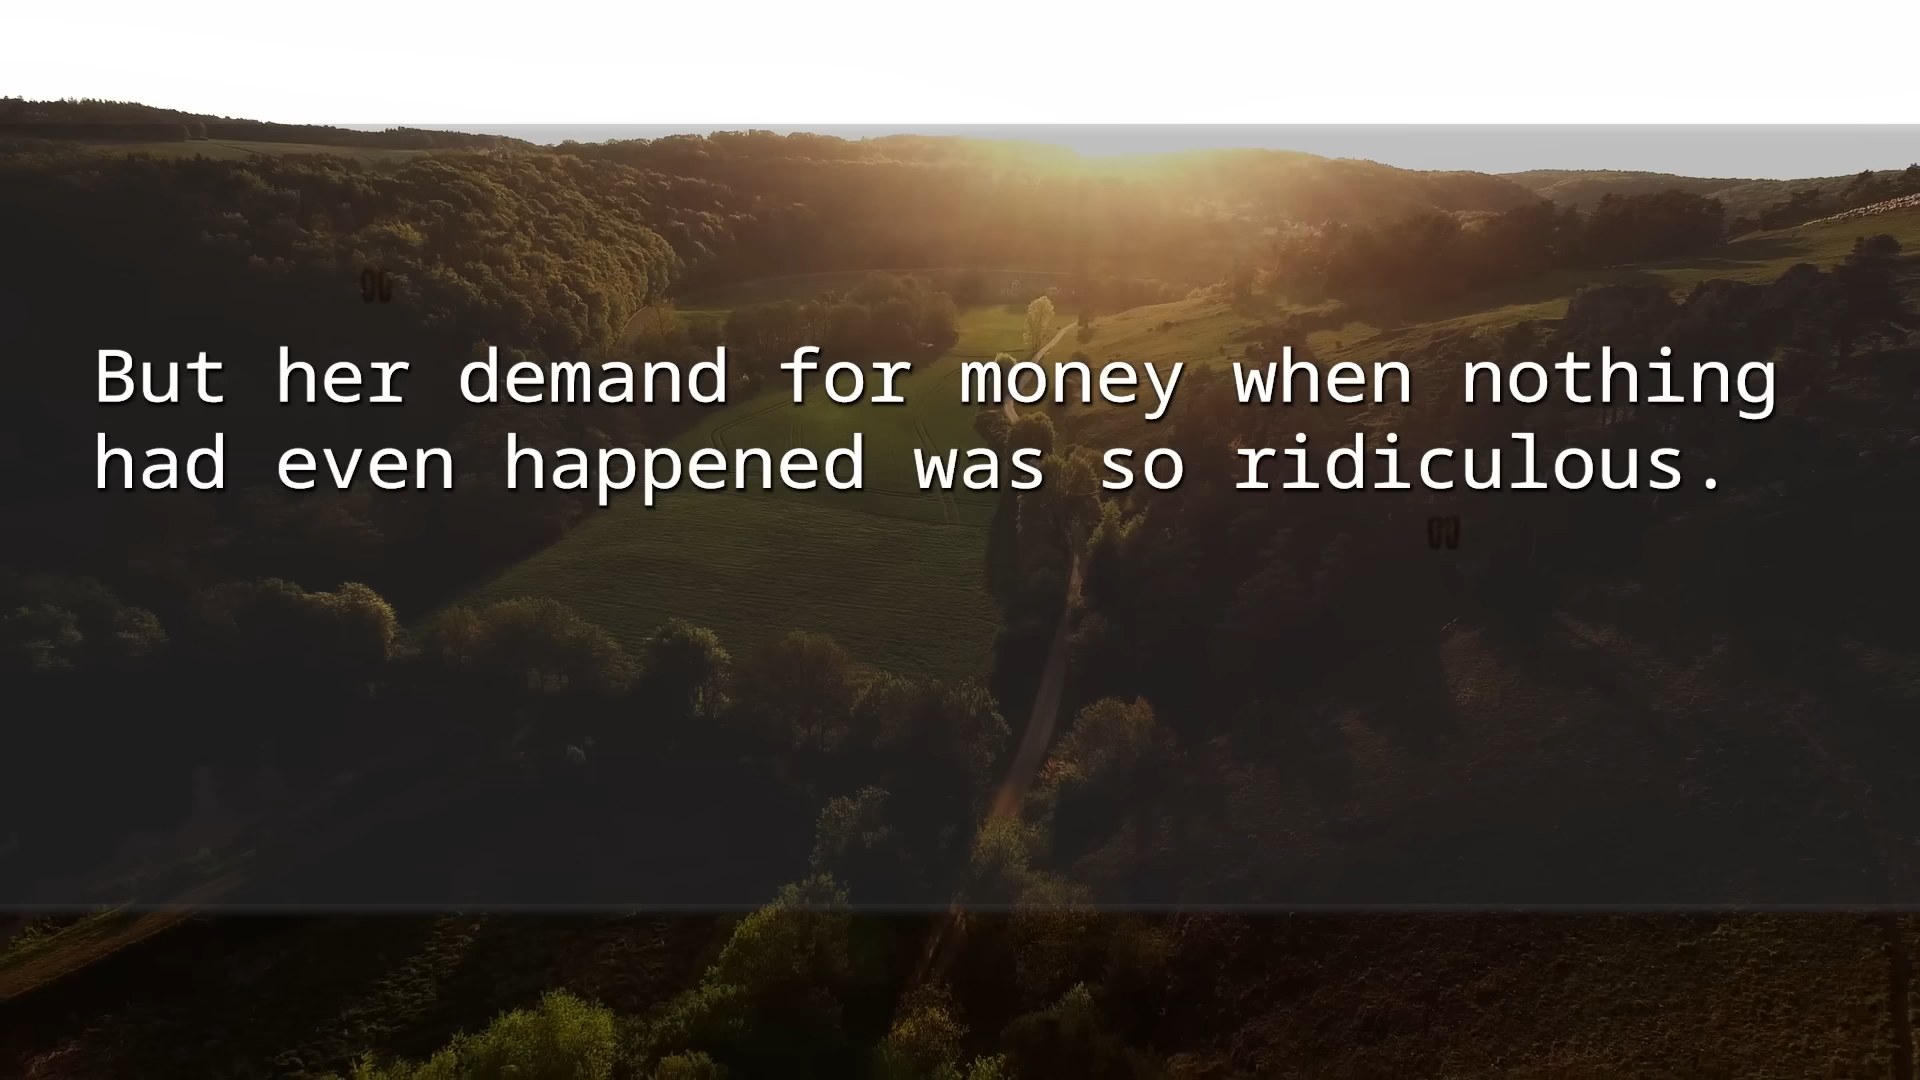 But her demand for money when nothing
had even happened was so ridiculous.